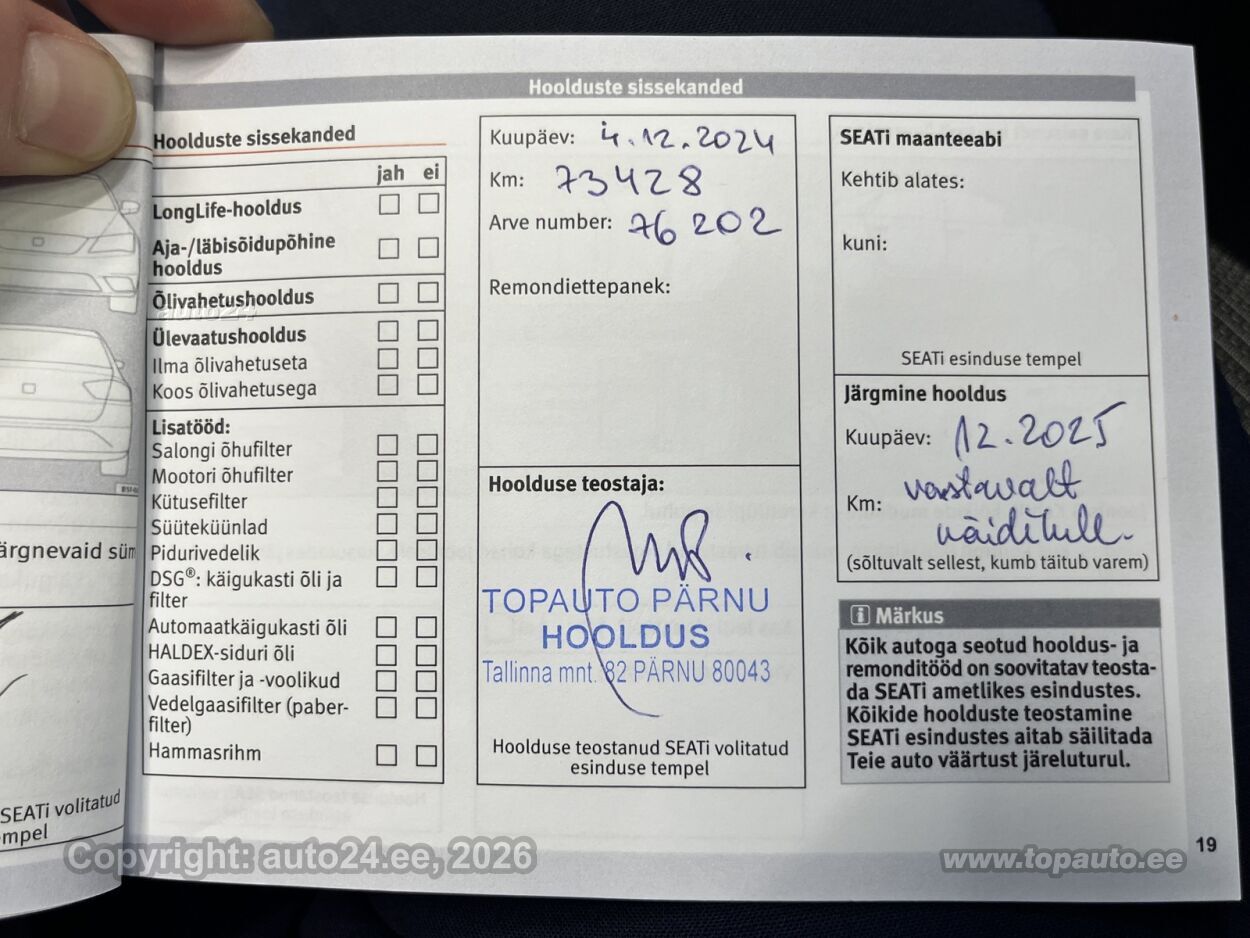 Hoolduste sissekanded
Hoolduste sissekanded
jah ei
LongLife-hooldus
Aja-/läbisõidupõhine
hooldus
Õlivahetushooldus
auto24
Ülevaatushooldus
Ilma õlivahetuseta
Koos õlivahetusega
Lisatööd:
Salongi õhufilter
Mootori õhufilter
Kütusefilter
Süüteküünlad
Pidurivedelik
DSG®: käigukasti õli ja
filter
Automaatkäigukasti õli
HALDEX-siduri õli
Gaasifilter ja -voolikud
Vedelgaasifilter (paber-
filter)
Hammasrihm
Kuupäev: 4.12.2024
Km: 73428
Arve number: 76202
Remondiettepanek:
Hoolduse teostaja:
TOPAUTO PÄRNU
HOOLDUS
Tallinna mnt. 82 PÄRNU 80043
Hoolduse teostanud SEATi volitatud
esinduse tempel
SEATi maanteeabi
Kehtib alates:
kuni:
SEATi esinduse tempel
Järgmine hooldus
Kuupäev: 12.2025
Km: vastavalt
näidikule.
(sõltuvalt sellest, kumb täitub varem)
i Märkus
Kõik autoga seotud hooldus- ja
remonditööd on soovitatav teosta-
da SEATi ametlikes esindustes.
Kõikide hoolduste teostamine
SEATi esindustes aitab säilitada
Teie auto väärtust järeluturul.
19
ärgnevaid süm
SEATi volitatud
empel
Copyright: auto24.ee, 2026
www.topauto.ee